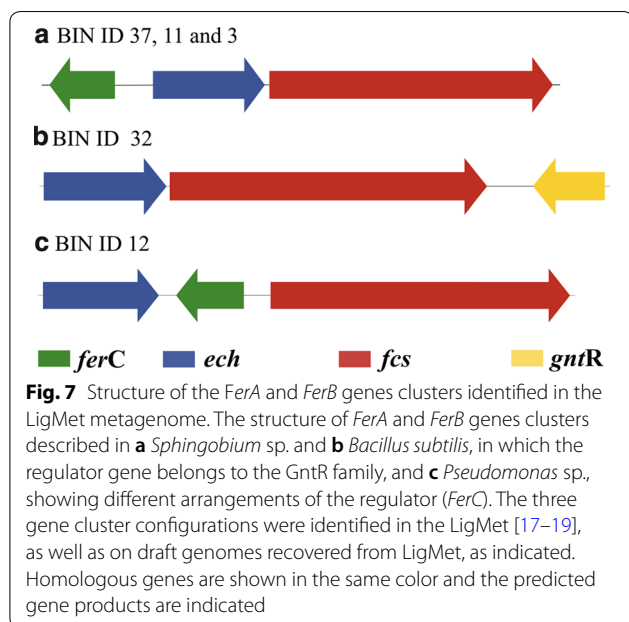 a BIN ID 37, 11 and 3
b BIN ID 32
c BIN ID 12
ferC ech fcs gntR
Fig. 7 Structure of the FerA and FerB genes clusters identified in the
LigMet metagenome. The structure of FerA and FerB genes clusters
described in a Sphingobium sp. and b Bacillus subtilis, in which the
regulator gene belongs to the GntR family, and c Pseudomonas sp.,
showing different arrangements of the regulator (FerC). The three
gene cluster configurations were identified in the LigMet [17–19],
as well as on draft genomes recovered from LigMet, as indicated.
Homologous genes are shown in the same color and the predicted
gene products are indicated